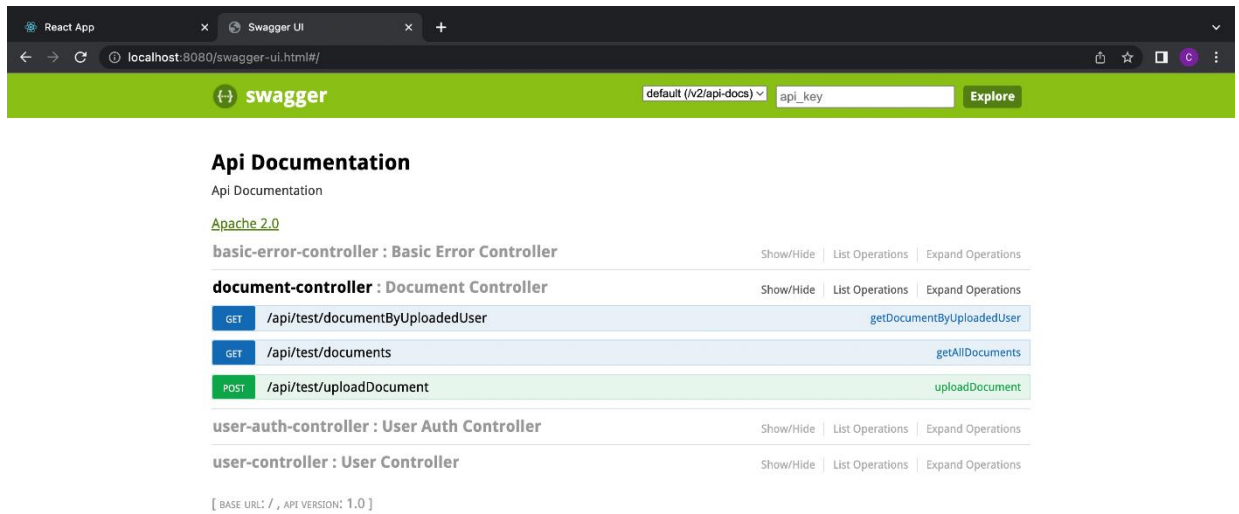 React App
Swagger UI
localhost:8080/swagger-ui.html#/
C
{··} swagger
default (/v2/api-docs)
api_key
Explore
Api Documentation
Api Documentation
Apache 2.0
basic-error-controller : Basic Error Controller Show/Hide List Operations Expand Operations
document-controller : Document Controller Show/Hide List Operations Expand Operations
GET /api/test/documentByUploadedUser getDocumentByUploadedUser
GET /api/test/documents getAllDocuments
POST /api/test/uploadDocument uploadDocument
user-auth-controller : User Auth Controller Show/Hide List Operations Expand Operations
user-controller : User Controller Show/Hide List Operations Expand Operations
[ BASE URL: / , API VERSION: 1.0 ]